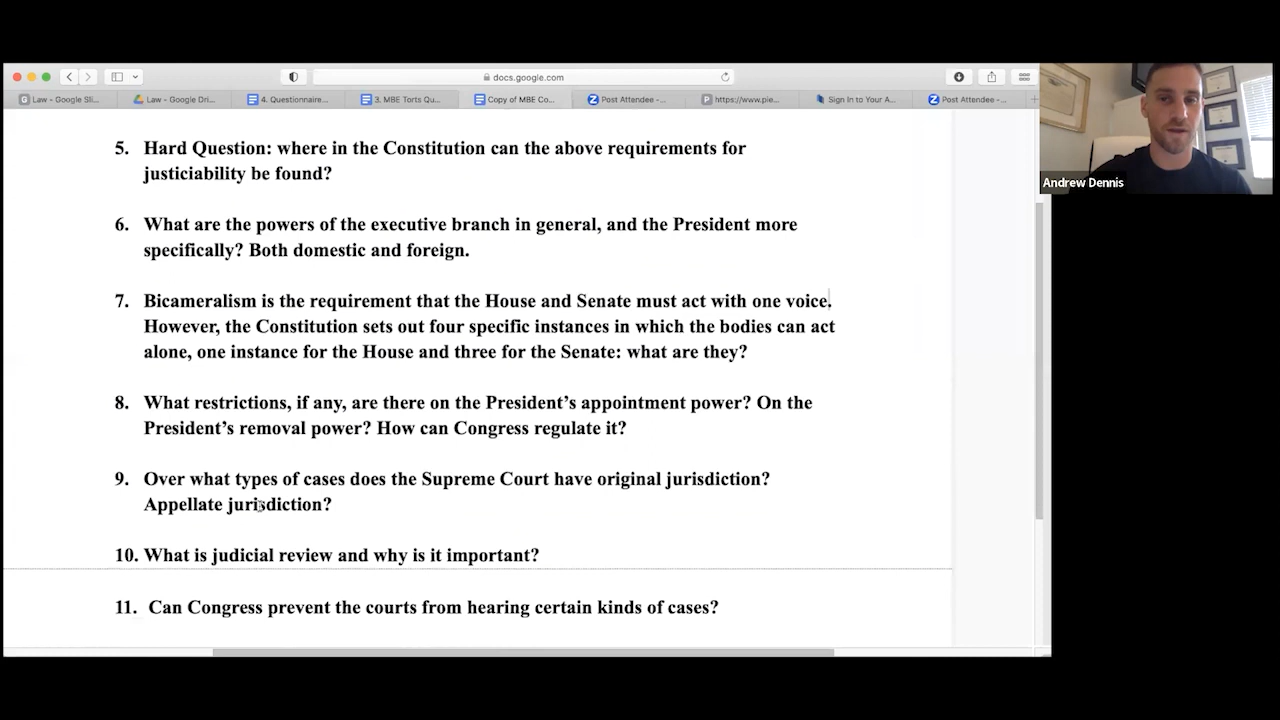 docs.google.com
Law - Google Sli...
Law - Google Dri...
4. Questionnaire...
3. MBE Torts Qu...
Copy of MBE Co...
Post Attendee -...
https://www.pie...
Sign In to Your A...
Post Attendee -...
Andrew Dennis
5. Hard Question: where in the Constitution can the above requirements for
justiciability be found?
6. What are the powers of the executive branch in general, and the President more
specifically? Both domestic and foreign.
7. Bicameralism is the requirement that the House and Senate must act with one voice.
However, the Constitution sets out four specific instances in which the bodies can act
alone, one instance for the House and three for the Senate: what are they?
8. What restrictions, if any, are there on the President’s appointment power? On the
President’s removal power? How can Congress regulate it?
9. Over what types of cases does the Supreme Court have original jurisdiction?
Appellate jurisdiction?
10. What is judicial review and why is it important?
11. Can Congress prevent the courts from hearing certain kinds of cases?